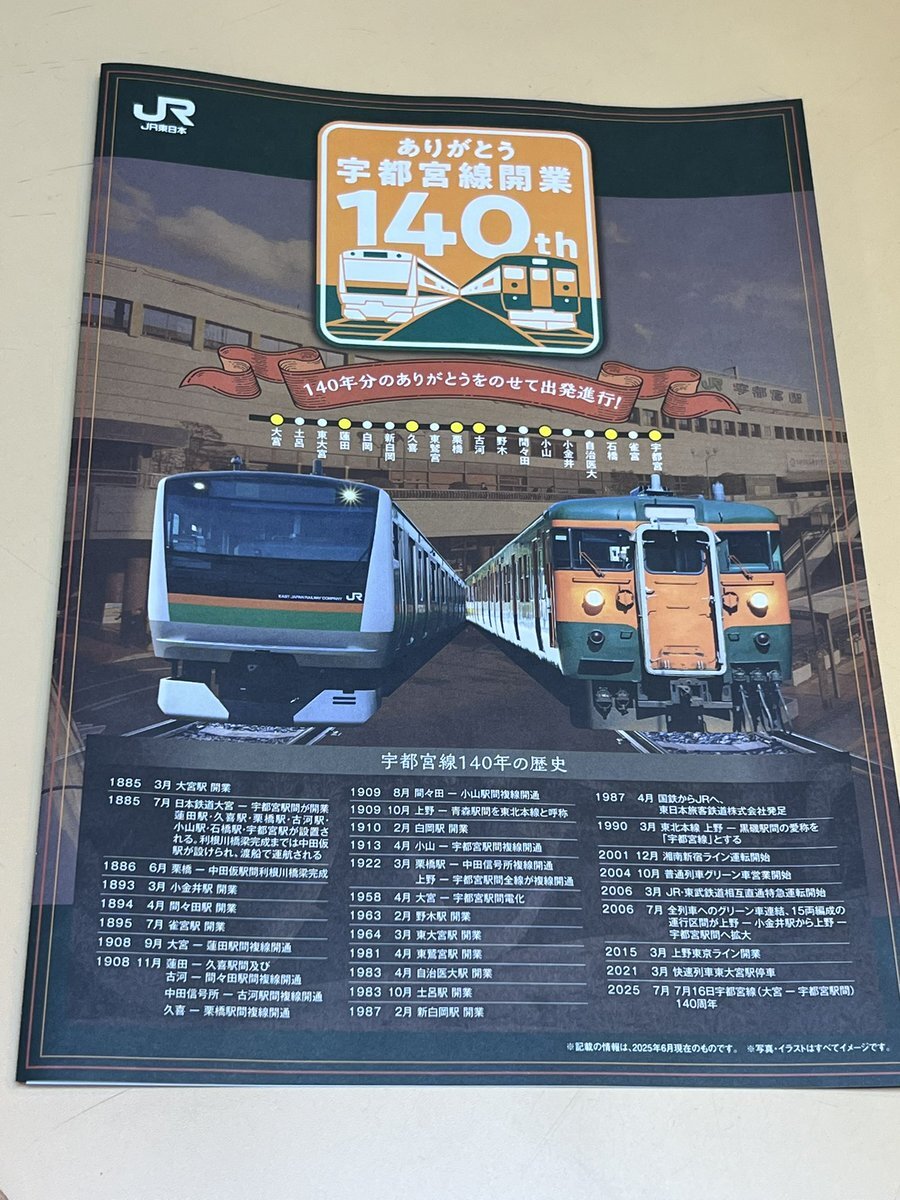 JR
JR東日本
ありがとう
宇都宮線開業
140th
140年分のありがとうをのせて出発進行!
JR 宇都宮駅
大宮
土呂
東大宮
蓮田
白岡
新白岡
久喜
東鷲宮
栗橋
古河
野木
間々田
小山
小金井
自治医大
石橋
雀宮
宇都宮
EAST JAPAN RAILWAY COMPANY JR
宇都宮線140年の歴史
1885 3月 大宮駅 開業
1885 7月 日本鉄道大宮 ー 宇都宮駅間が開業
蓮田駅・久喜駅・栗橋駅・古河駅・
小山駅・石橋駅・宇都宮駅が設置さ
れる。利根川橋梁完成までは中田仮
駅が設けられ、渡船で運航される
1886 6月 栗橋 ー 中田仮駅間利根川橋梁完成
1893 3月 小金井駅 開業
1894 4月 間々田駅 開業
1895 7月 雀宮駅 開業
1908 9月 大宮 ー 蓮田駅間複線開通
1908 11月 蓮田 ー 久喜駅間及び
古河 ー 間々田駅間複線開通
中田信号所 ー 古河駅間複線開通
久喜 ー 栗橋駅間複線開通
1909 8月 間々田 ー 小山駅間複線開通
1909 10月 上野 ー 青森駅間を東北本線と呼称
1910 2月 白岡駅 開業
1913 4月 小山 ー 宇都宮駅間複線開通
1922 3月 栗橋駅 ー 中田信号所複線開通
上野 ー 宇都宮駅間全線が複線開通
1958 4月 大宮 ー 宇都宮駅間電化
1963 2月 野木駅 開業
1964 3月 東大宮駅 開業
1981 4月 東鷲宮駅 開業
1983 4月 自治医大駅 開業
1983 10月 土呂駅 開業
1987 2月 新白岡駅 開業
1987 4月 国鉄からJRへ、
東日本旅客鉄道株式会社発足
1990 3月 東北本線 上野 ー 黒磯駅間の愛称を
「宇都宮線」とする
2001 12月 湘南新宿ライン運転開始
2004 10月 普通列車グリーン車営業開始
2006 3月 JR・東武鉄道相互直通特急運転開始
2006 7月 全列車へのグリーン車連結、15両編成の
運行区間が上野 ー 小金井駅から上野 ー
宇都宮駅間へ拡大
2015 3月 上野東京ライン開業
2021 3月 快速列車東大宮駅停車
2025 7月 7月16日宇都宮線(大宮 ー 宇都宮駅間)
140周年
※記載の情報は、2025年6月現在のものです。 ※写真・イラストはすべてイメージです。